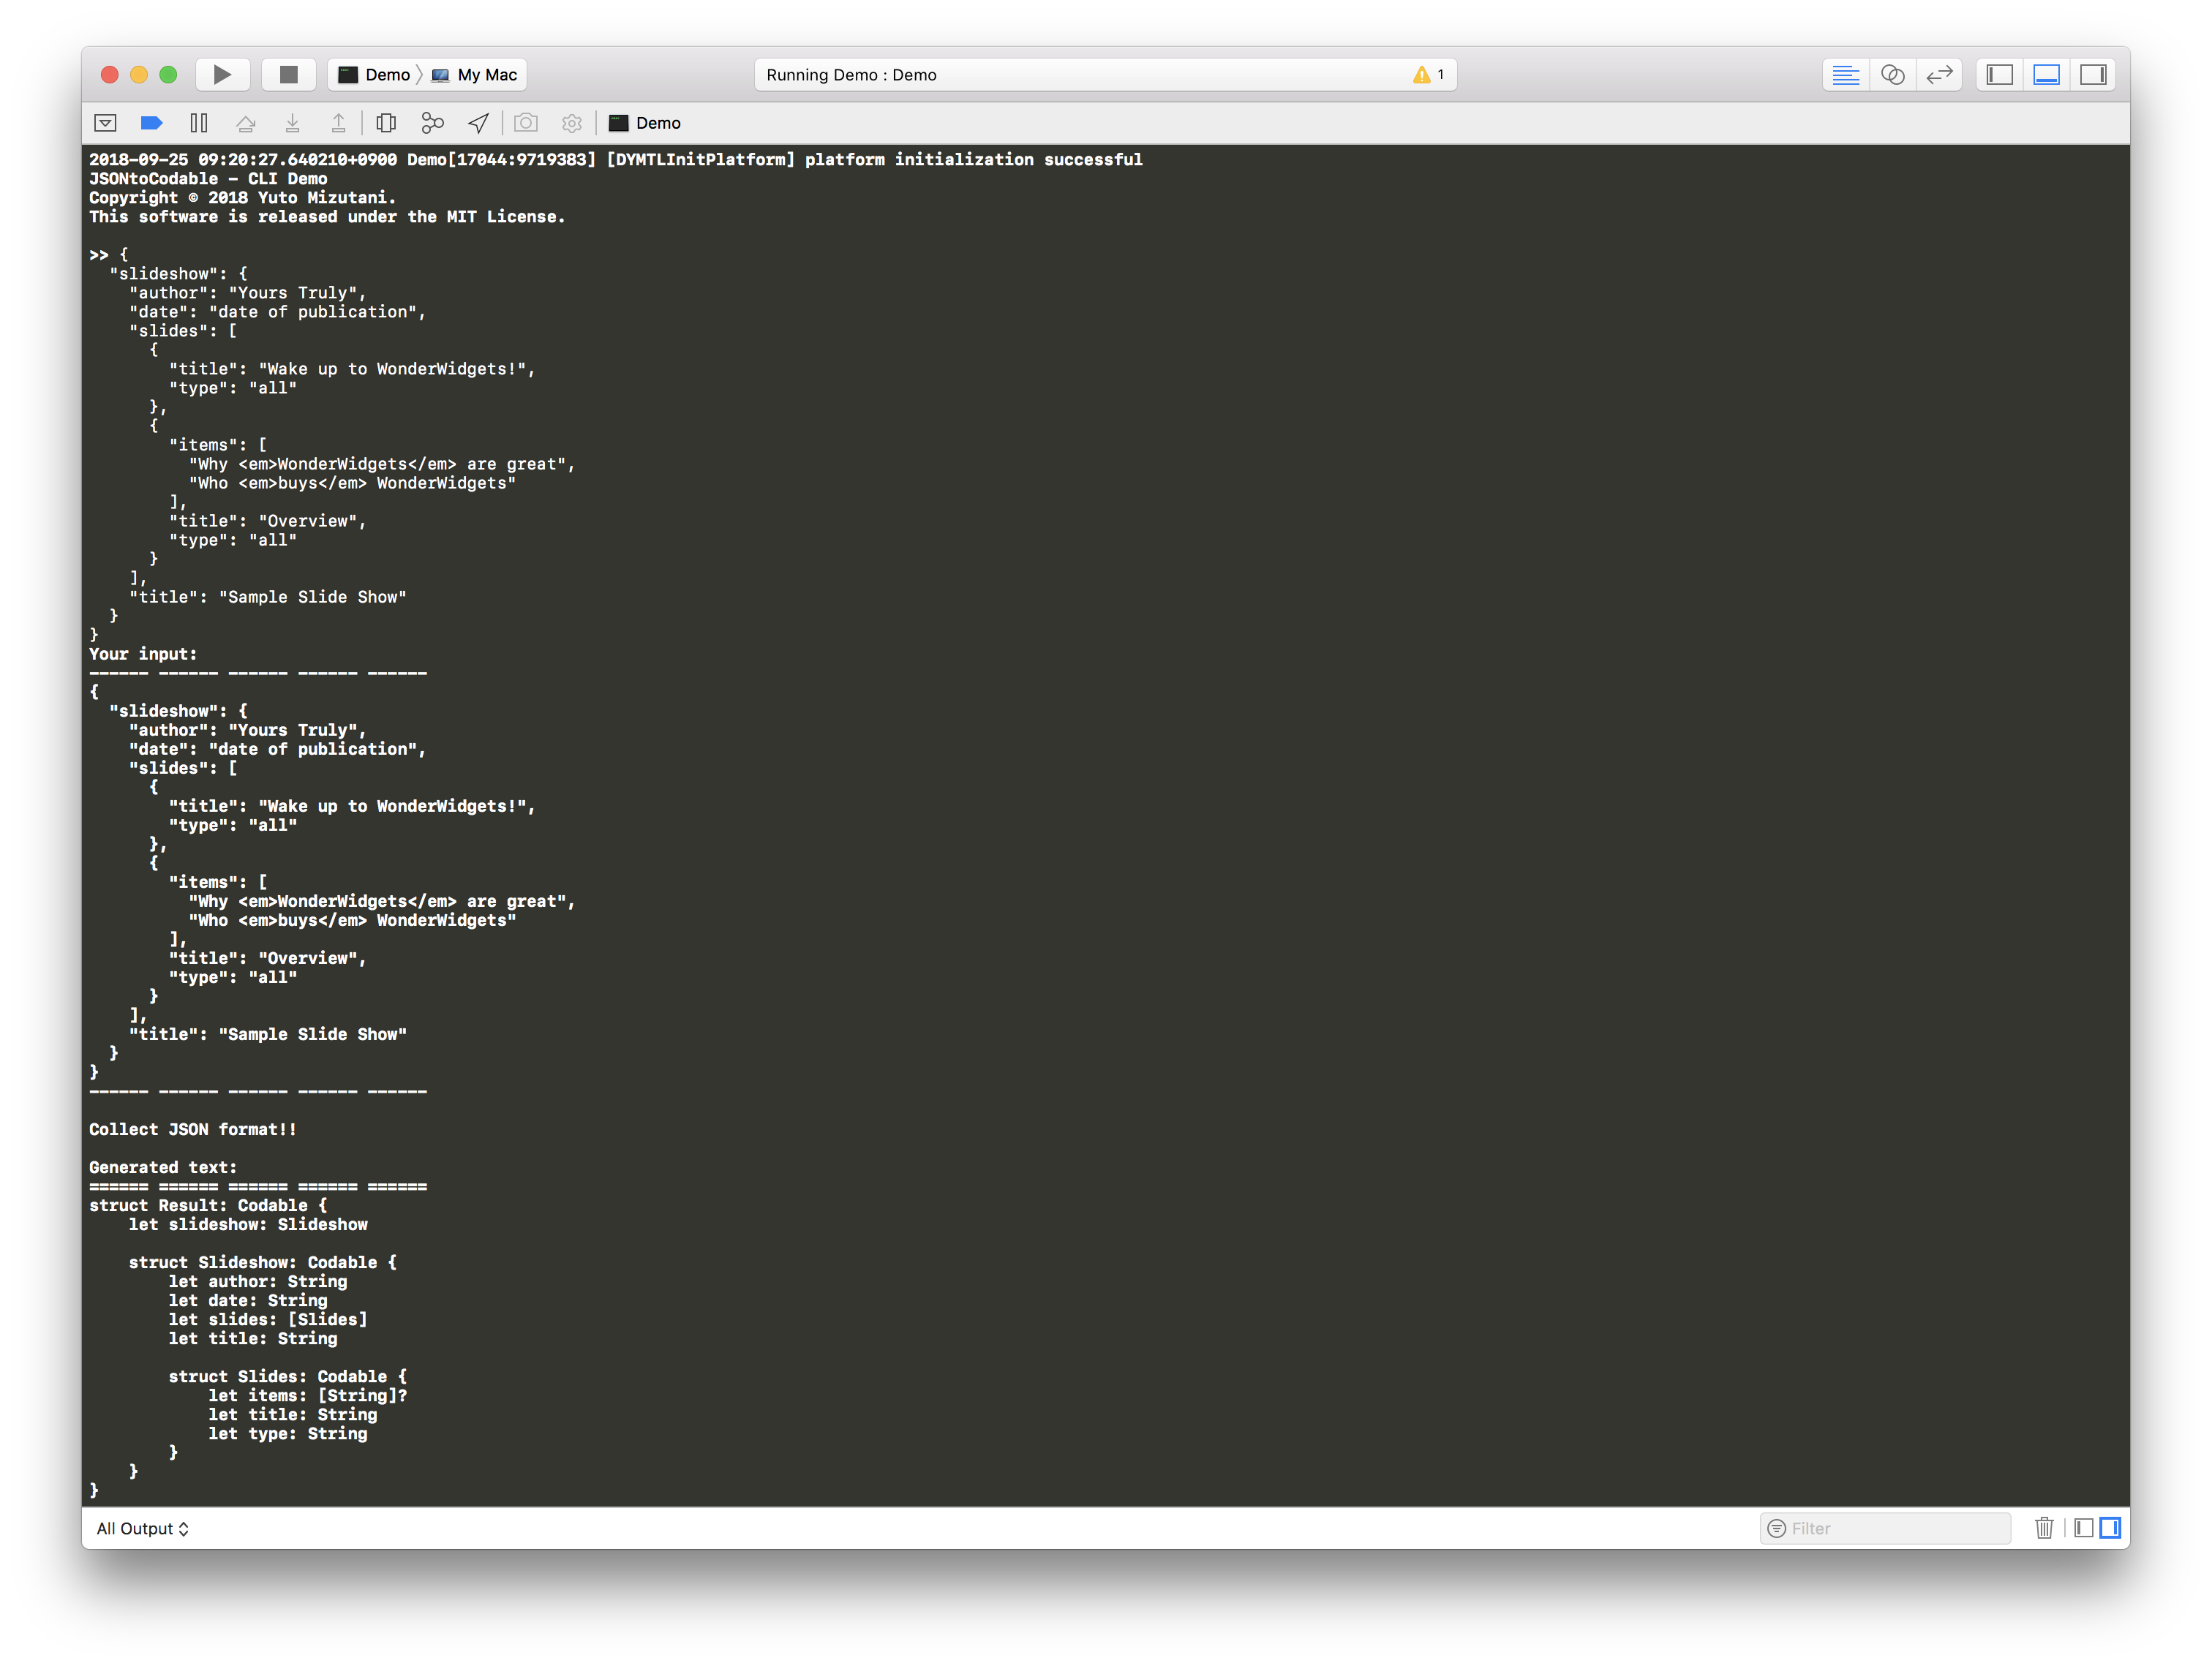 Demo 〉 My Mac
Running Demo : Demo
1
Demo
2018-09-25 09:20:27.640210+0900 Demo[17044:9719383] [DYMTLInitPlatform] platform initialization successful
JSONtoCodable - CLI Demo
Copyright © 2018 Yuto Mizutani.
This software is released under the MIT License.

>> {
  "slideshow": {
    "author": "Yours Truly",
    "date": "date of publication",
    "slides": [
      {
        "title": "Wake up to WonderWidgets!",
        "type": "all"
      },
      {
        "items": [
          "Why <em>WonderWidgets</em> are great",
          "Who <em>buys</em> WonderWidgets"
        ],
        "title": "Overview",
        "type": "all"
      }
    ],
    "title": "Sample Slide Show"
  }
}
Your input:
------ ------ ------ ------ ------
{
  "slideshow": {
    "author": "Yours Truly",
    "date": "date of publication",
    "slides": [
      {
        "title": "Wake up to WonderWidgets!",
        "type": "all"
      },
      {
        "items": [
          "Why <em>WonderWidgets</em> are great",
          "Who <em>buys</em> WonderWidgets"
        ],
        "title": "Overview",
        "type": "all"
      }
    ],
    "title": "Sample Slide Show"
  }
}
------ ------ ------ ------ ------

Collect JSON format!!

Generated text:
====== ====== ====== ====== ======
struct Result: Codable {
    let slideshow: Slideshow

    struct Slideshow: Codable {
        let author: String
        let date: String
        let slides: [Slides]
        let title: String

        struct Slides: Codable {
            let items: [String]?
            let title: String
            let type: String
        }
    }
}
All Output
Filter